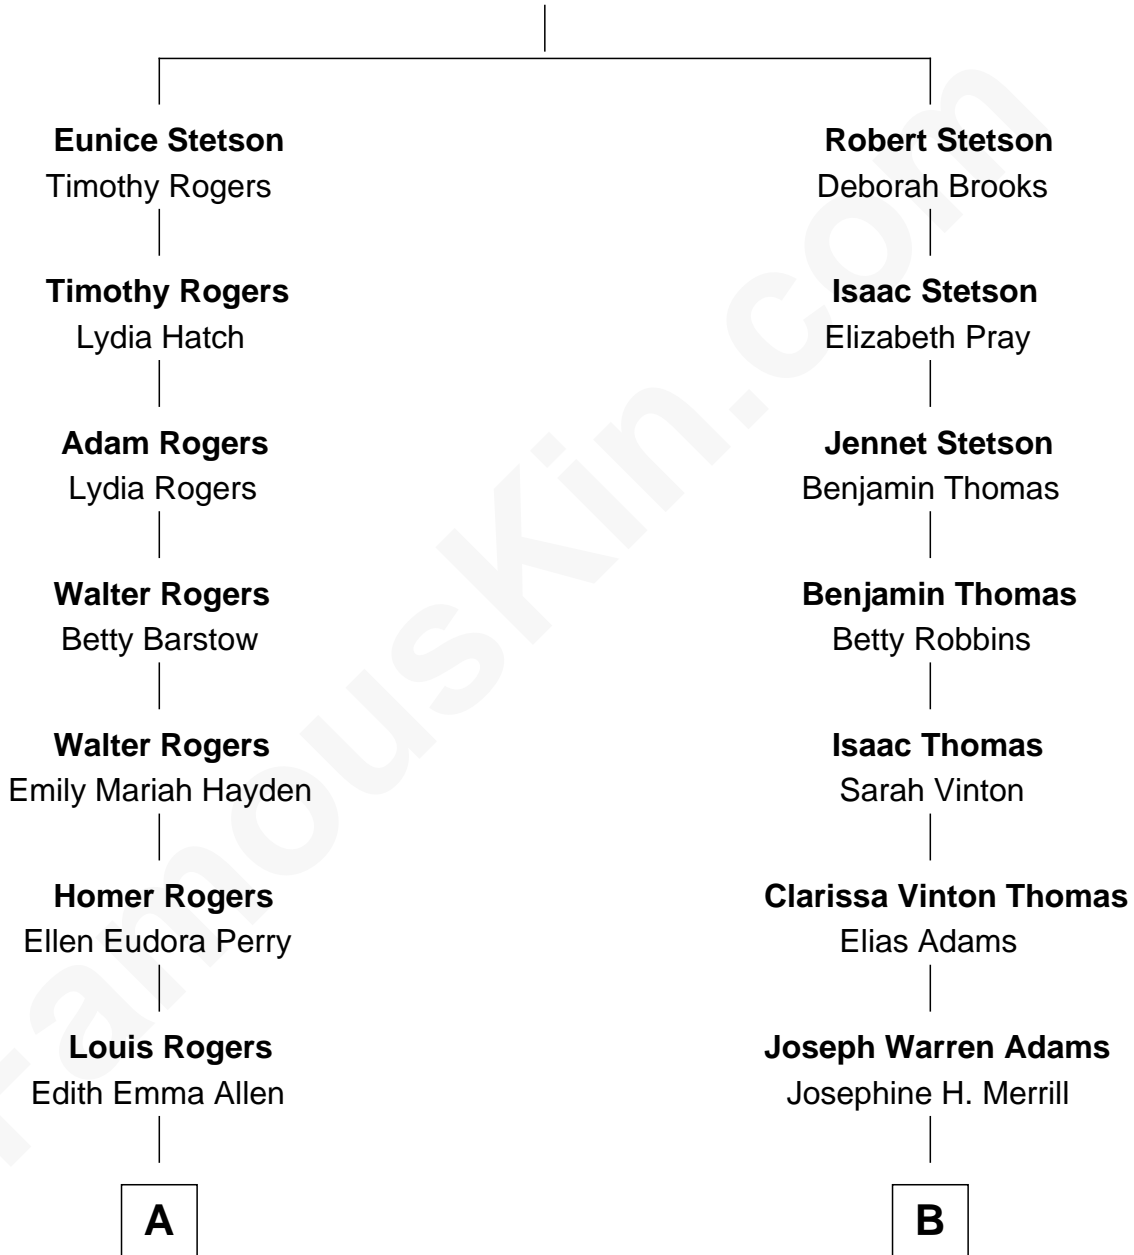 Eunice Stetson
Timothy Rogers
Timothy Rogers
Lydia Hatch
Adam Rogers
Lydia Rogers
Walter Rogers
Betty Barstow
Walter Rogers
Emily Mariah Hayden
Homer Rogers
Ellen Eudora Perry
Louis Rogers
Edith Emma Allen
A
Robert Stetson
Deborah Brooks
Isaac Stetson
Elizabeth Pray
Jennet Stetson
Benjamin Thomas
Benjamin Thomas
Betty Robbins
Isaac Thomas
Sarah Vinton
Clarissa Vinton Thomas
Elias Adams
Joseph Warren Adams
Josephine H. Merrill
B
FamousKin.com